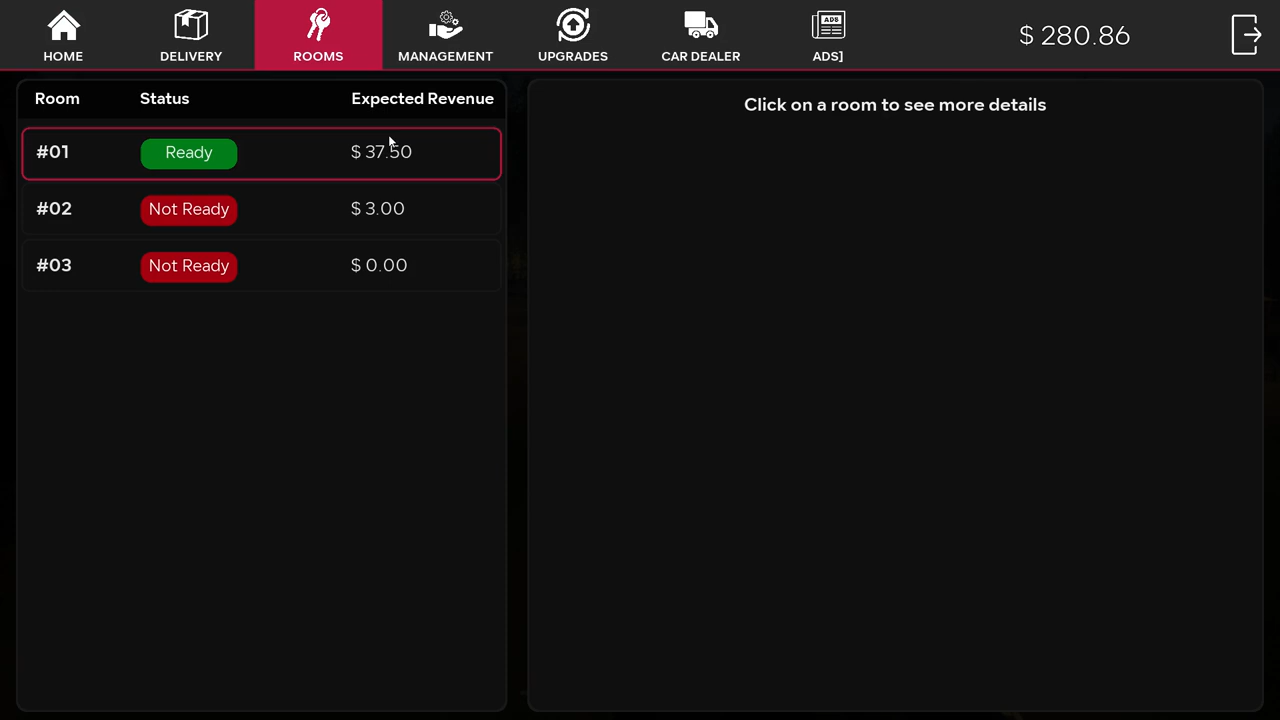 HOME DELIVERY ROOMS MANAGEMENT UPGRADES CAR DEALER ADS ADS] $ 280.86
Room Status Expected Revenue
#01 Ready $ 37.50
#02 Not Ready $ 3.00
#03 Not Ready $ 0.00
Click on a room to see more details